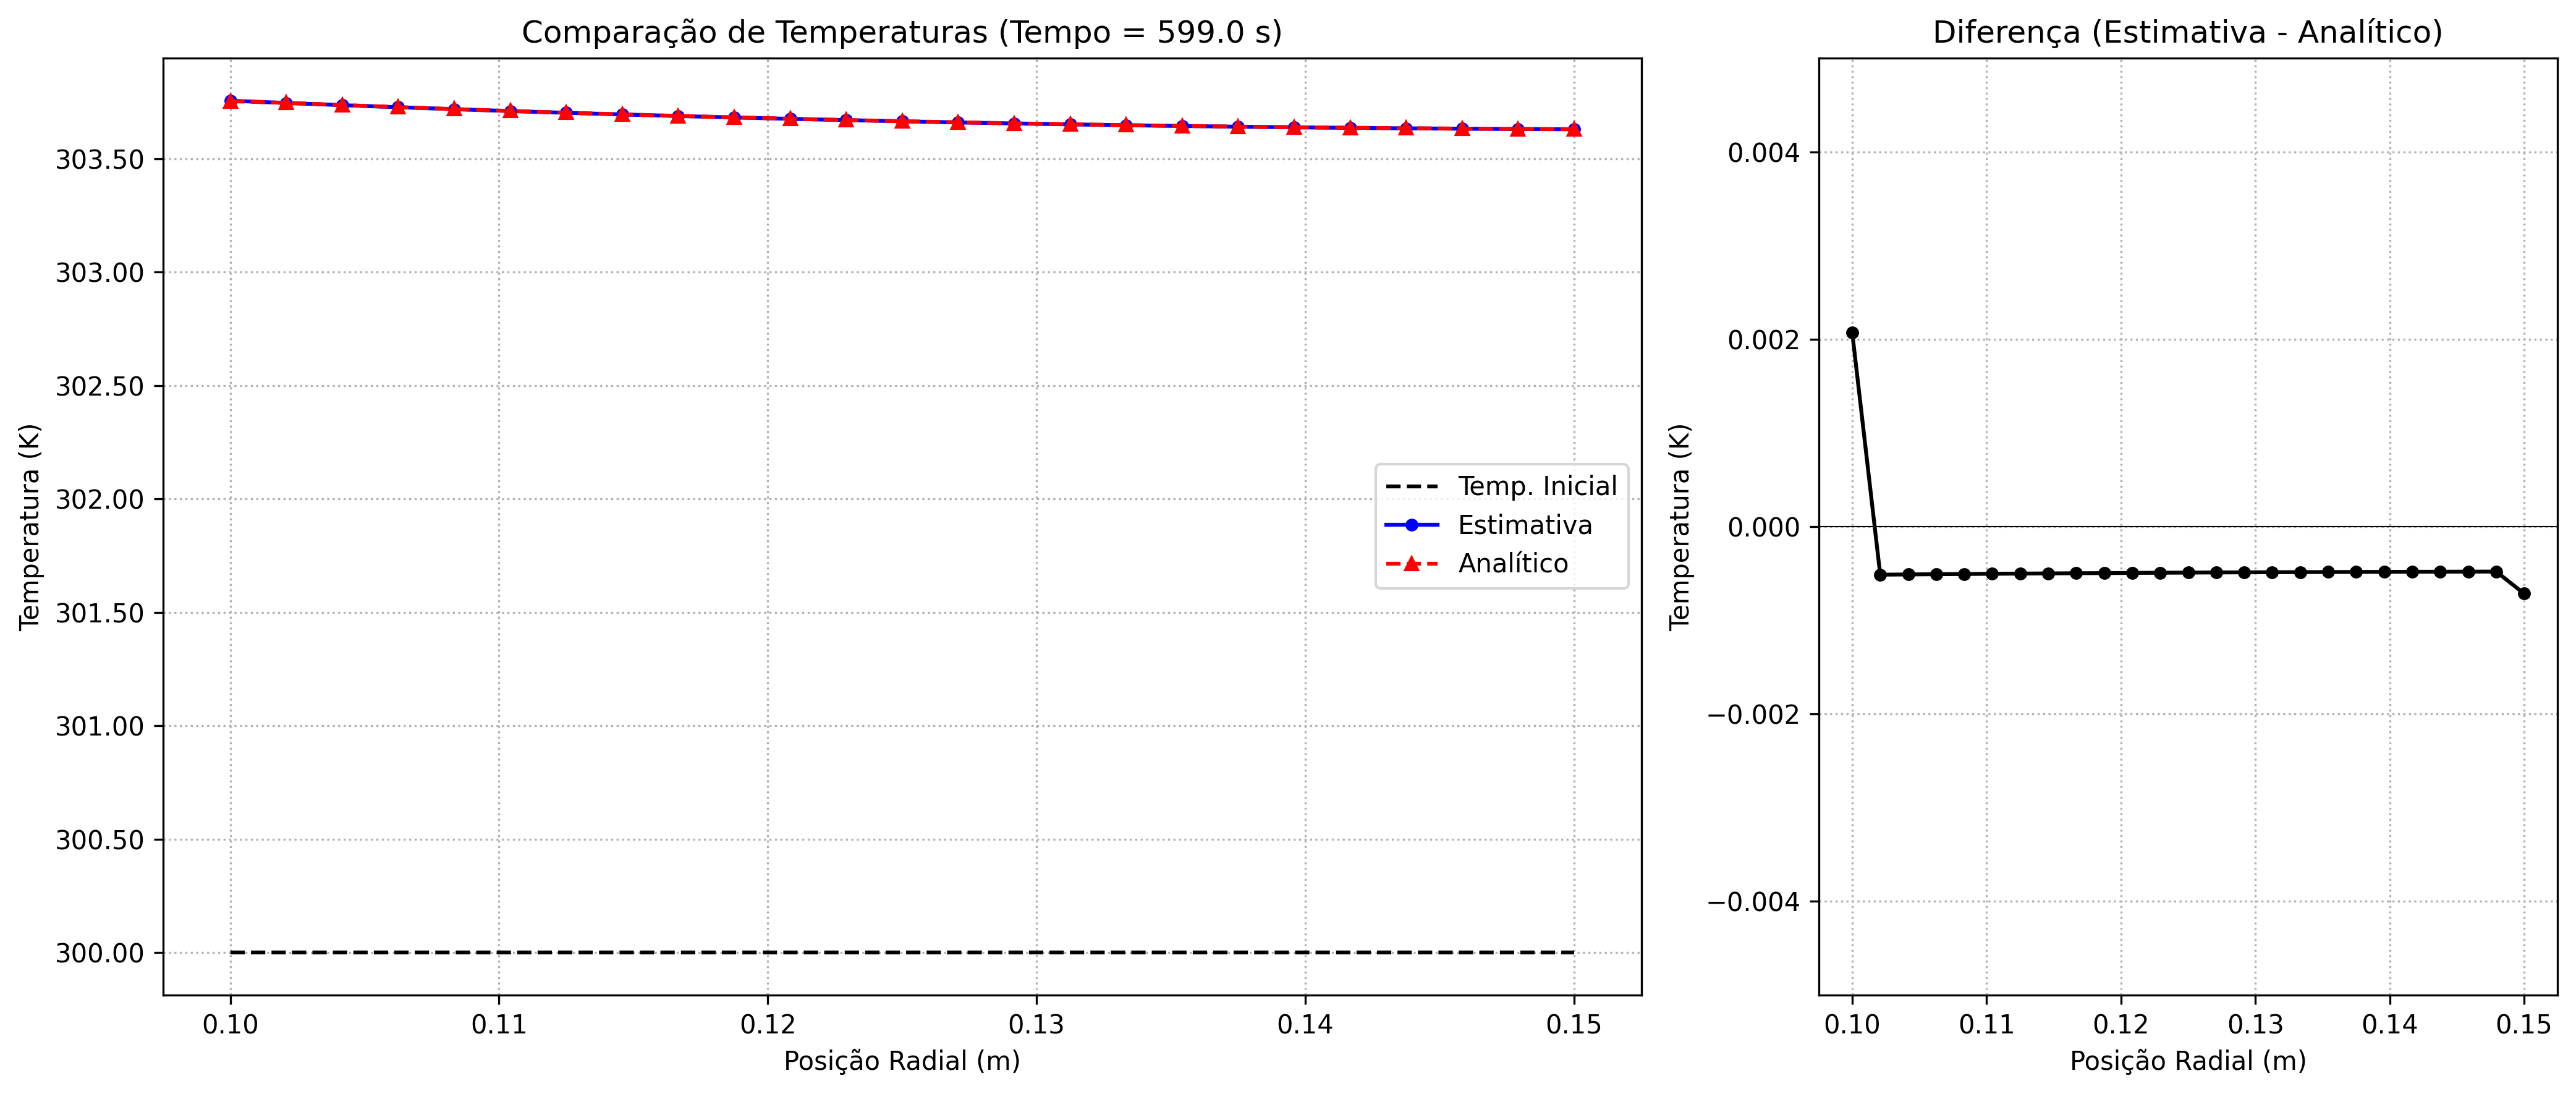 Comparação de Temperaturas (Tempo = 599.0 s)
Temperatura (K)
303.50
303.00
302.50
302.00
301.50
301.00
300.50
300.00
Temp. Inicial
Estimativa
Analítico
0.10 0.11 0.12 0.13 0.14 0.15
Posição Radial (m)
Diferença (Estimativa - Analítico)
Temperatura (K)
0.004
0.002
0.000
−0.002
−0.004
0.10 0.11 0.12 0.13 0.14 0.15
Posição Radial (m)